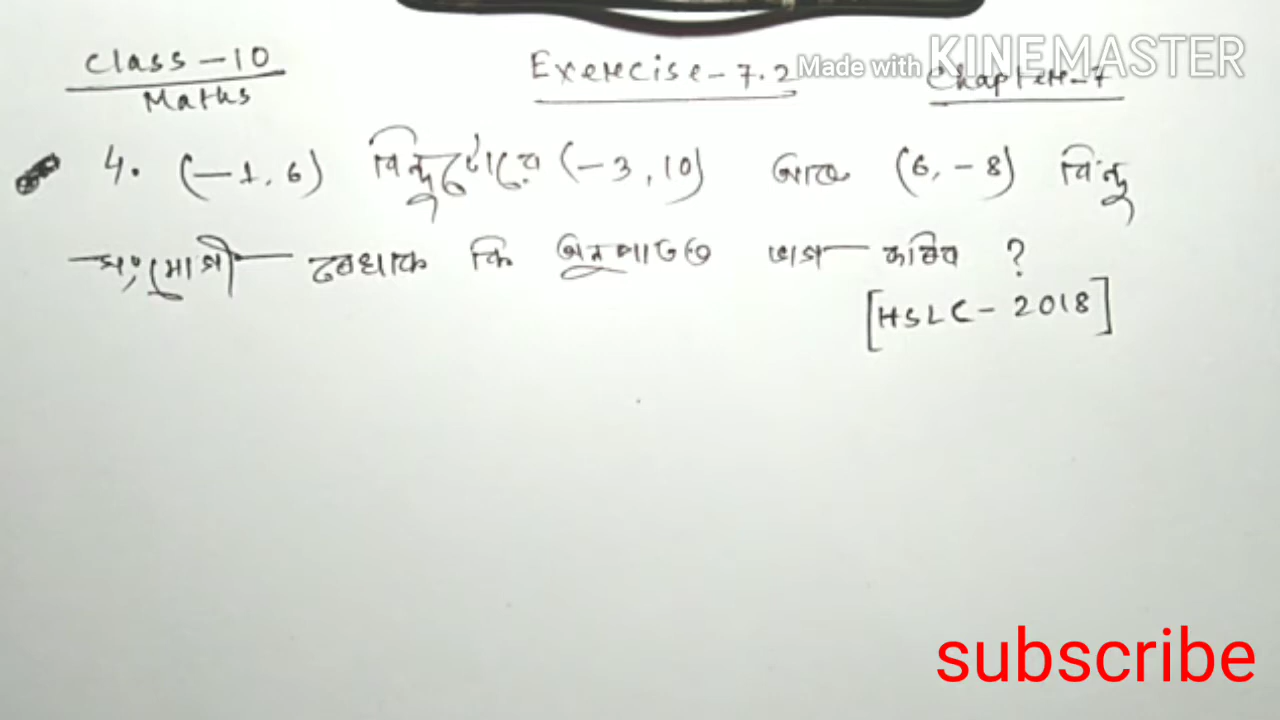 Class-10
Maths
Exercise-7.2
Made with KINEMASTER
Chapter-7
4. (-1, 6) বিন্দুটোৱে (-3, 10) আৰু (6, -8) বিন্দু
সংযোগী ৰেখাডালক কি অনুপাতত ভাগ কৰিব ?
[HSLC - 2018]
subscribe